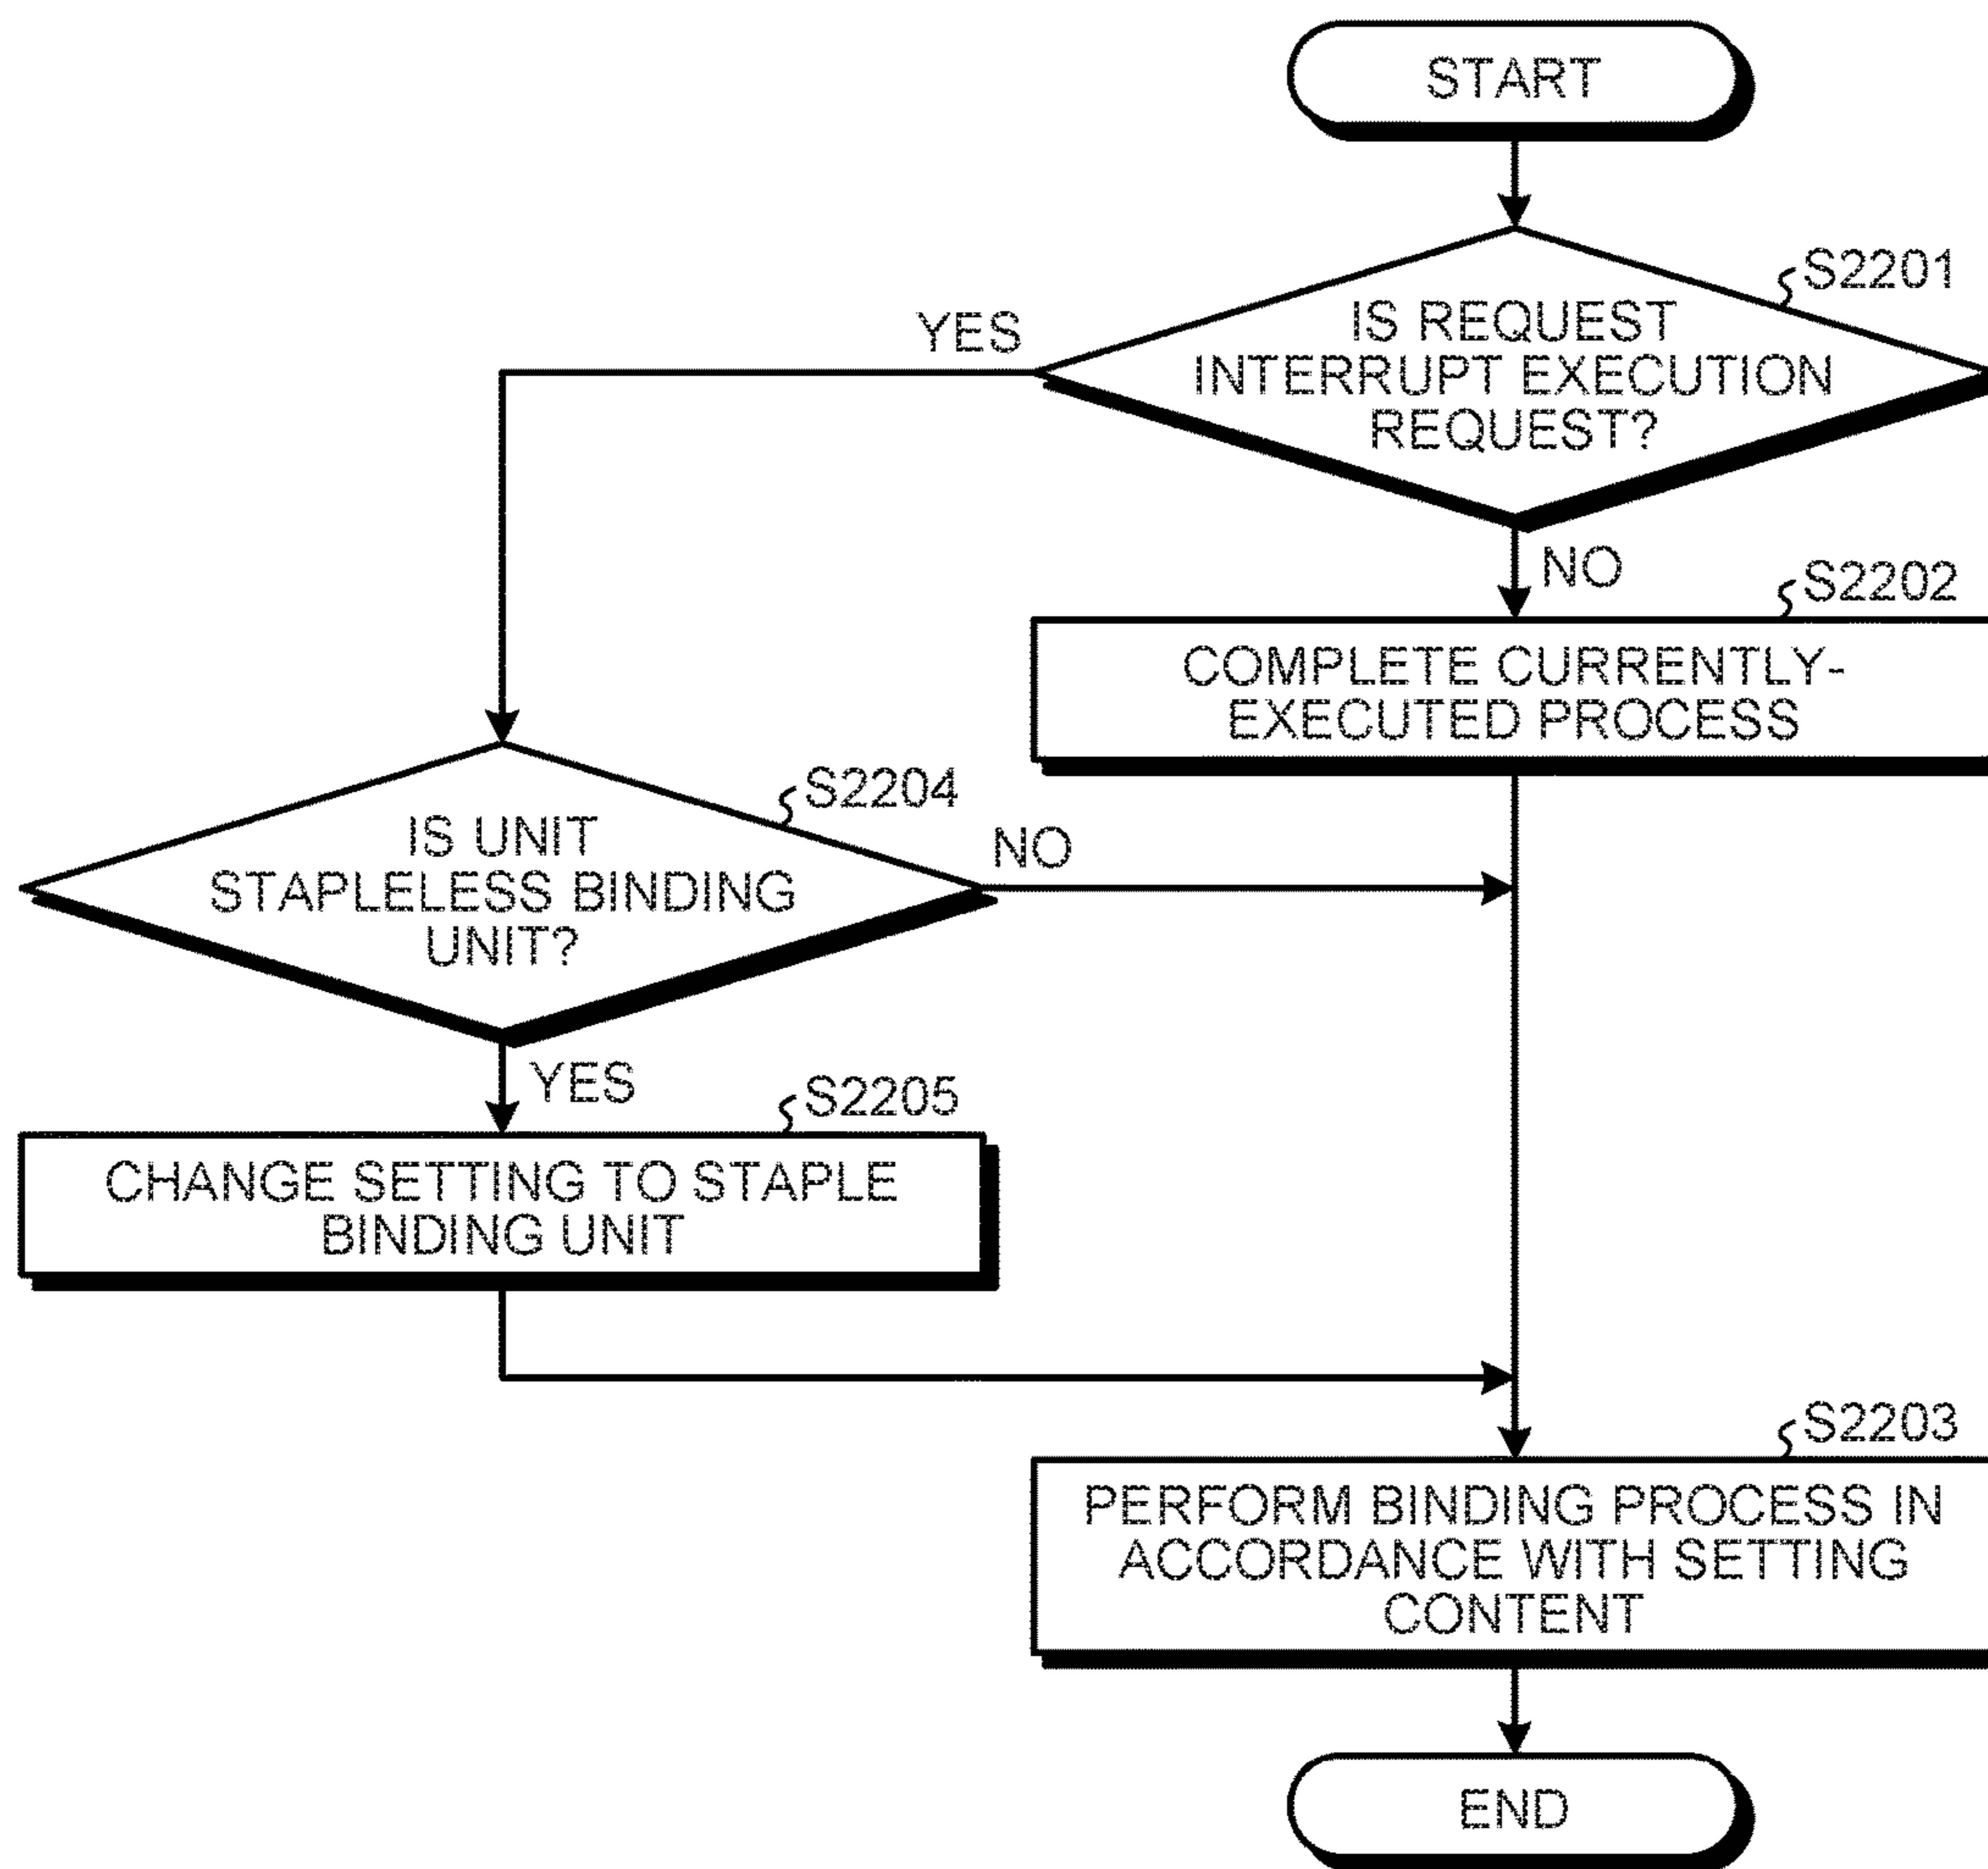 START
S2201
IS REQUEST
INTERRUPT EXECUTION
REQUEST?
YES
NO
S2202
COMPLETE CURRENTLY-
EXECUTED PROCESS
S2204
IS UNIT
STAPLELESS BINDING
UNIT?
NO
YES
S2205
CHANGE SETTING TO STAPLE
BINDING UNIT
S2203
PERFORM BINDING PROCESS IN
ACCORDANCE WITH SETTING
CONTENT
END